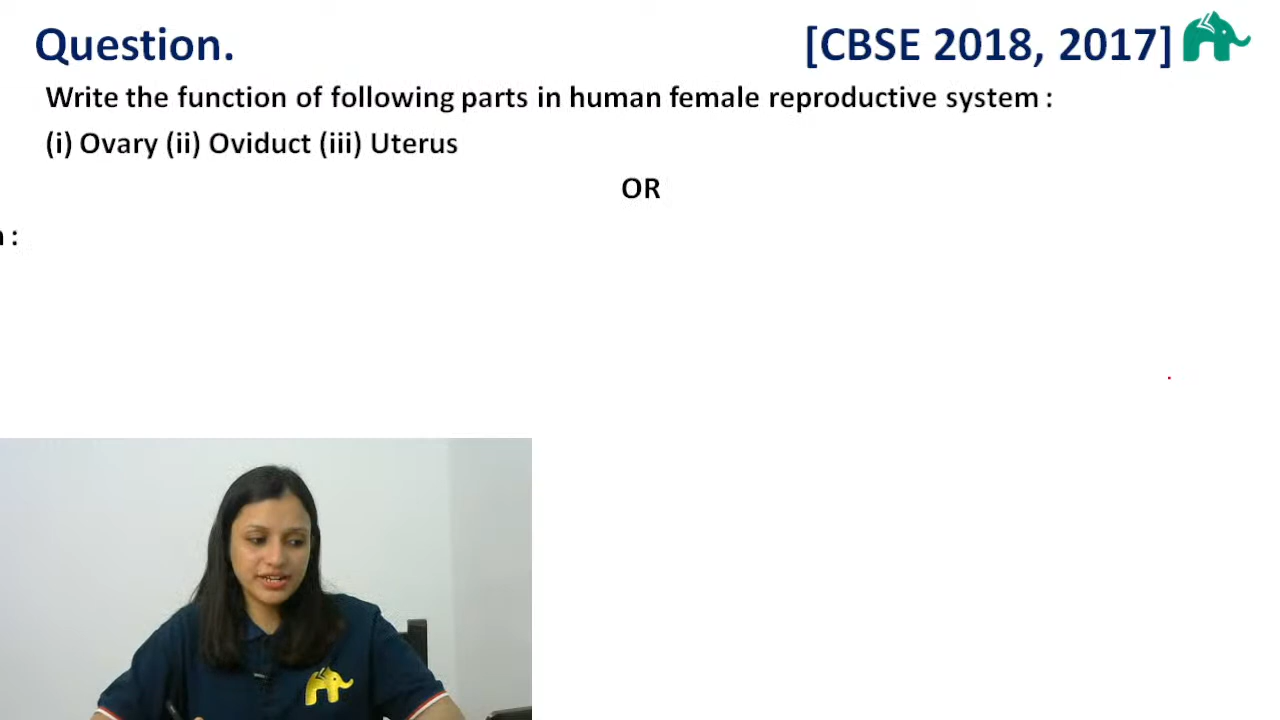 Question.
[CBSE 2018, 2017]
Write the function of following parts in human female reproductive system :
(i) Ovary (ii) Oviduct (iii) Uterus
OR
: